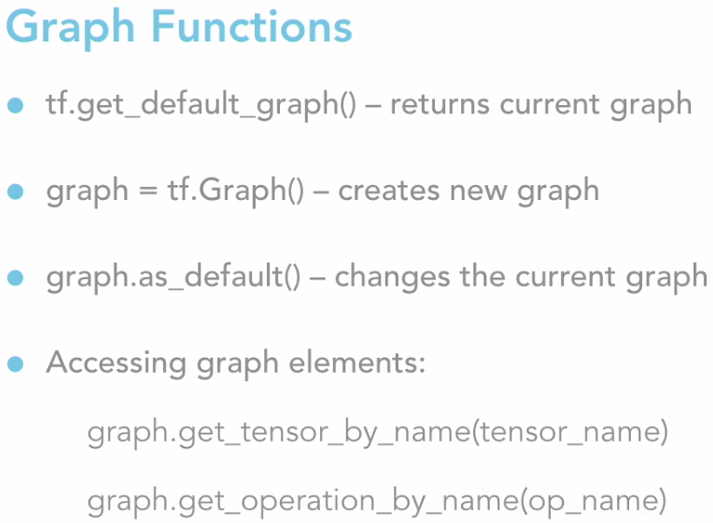 Graph Functions
• tf.get_default_graph() – returns current graph
• graph = tf.Graph() – creates new graph
• graph.as_default() – changes the current graph
• Accessing graph elements:
graph.get_tensor_by_name(tensor_name)
graph.get_operation_by_name(op_name)